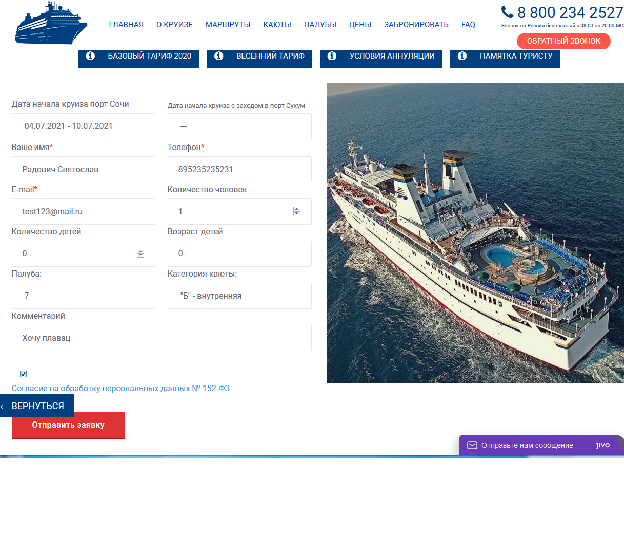 8 800 234 2527
ГЛАВНАЯ О КРУИЗЕ МАРШРУТЫ КАЮТЫ ПАЛУБЫ ЦЕНЫ ЗАБРОНИРОВАТЬ FAQ
ОБРАТНЫЙ ЗВОНОК
БАЗОВЫЙ ТАРИФ 2020 ВЕСЕННИЙ ТАРИФ УСЛОВИЯ АННУЛЯЦИИ ПАМЯТКА ТУРИСТУ
Дата начала круиза порт Сочи Дата начала круиза с заходом в порт Сухум
04.07.2021 - 10.07.2021 ---
Ваше имя* Телефон*
Радович Святослав 895235235231
E-mail* Количество человек
test123@mail.ru 1
Количество детей Возраст детей
0 0
Палуба: Категория каюты:
7 "Б" - внутренняя
Комментарий
Хочу плавац
Согласие на обработку персональных данных № 152-ФЗ
‹ ВЕРНУТЬСЯ
Отправить заявку
Отправьте нам сообщение jivo